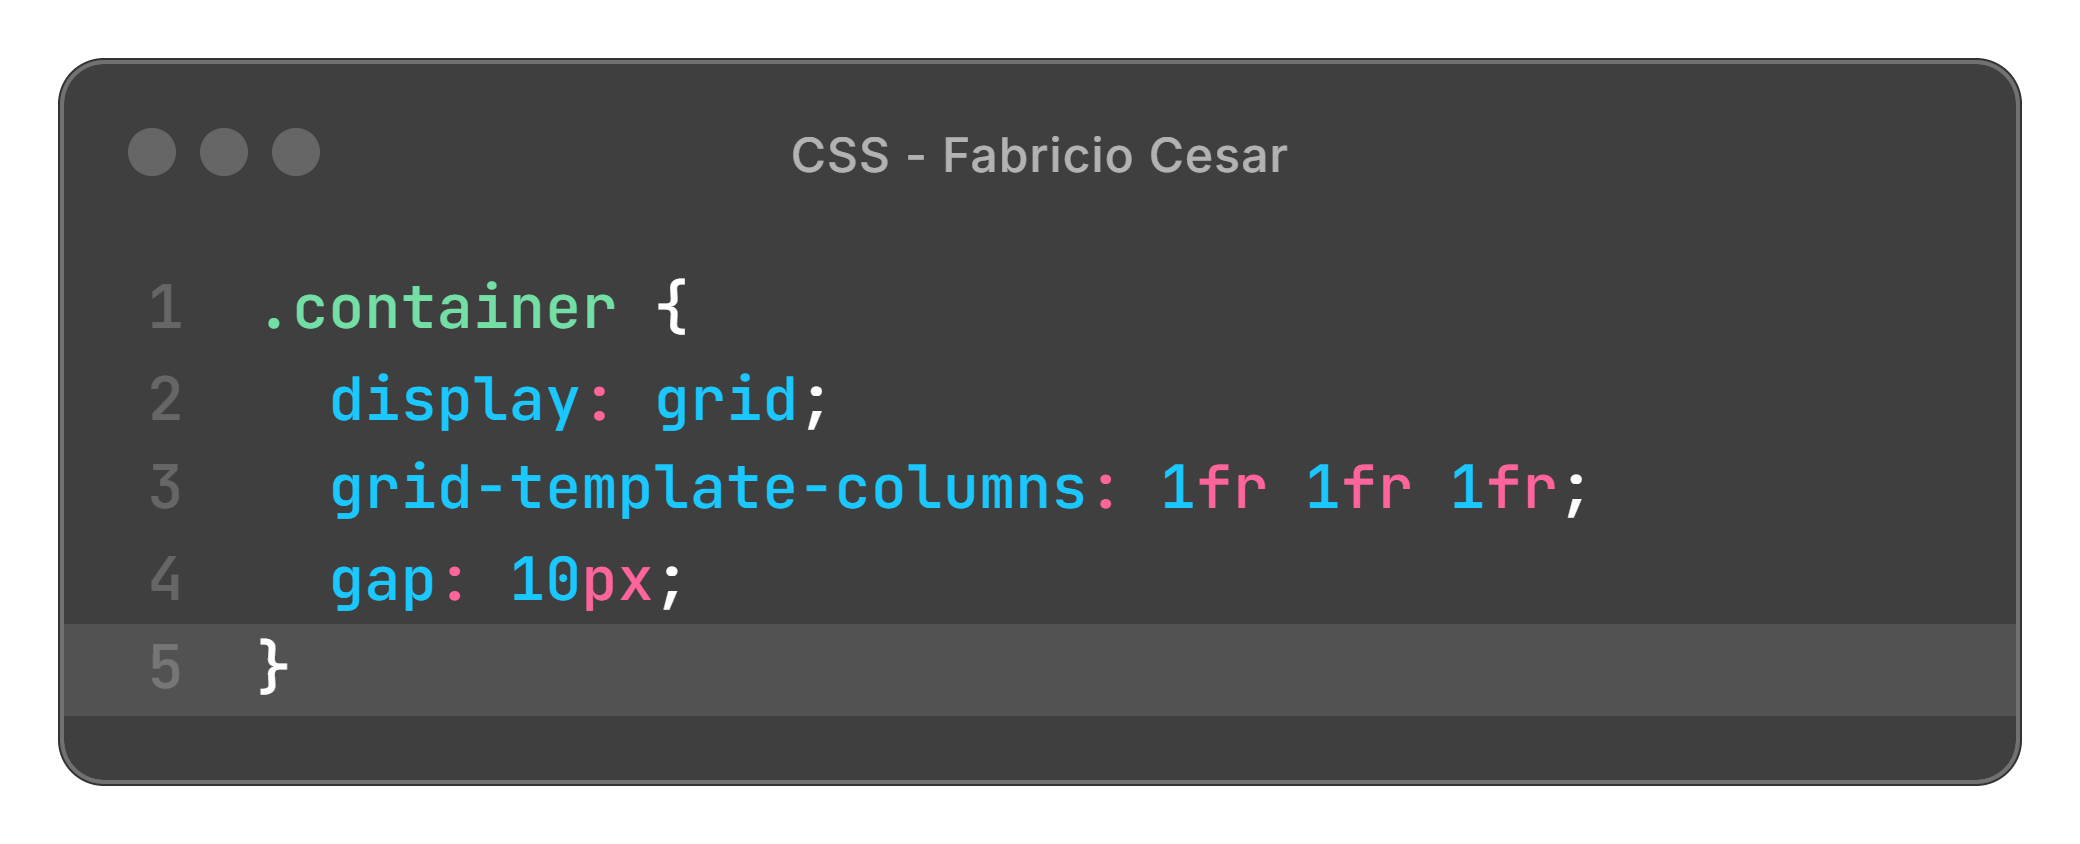 CSS - Fabricio Cesar
1 .container {
2   display: grid;
3   grid-template-columns: 1fr 1fr 1fr;
4   gap: 10px;
5 }